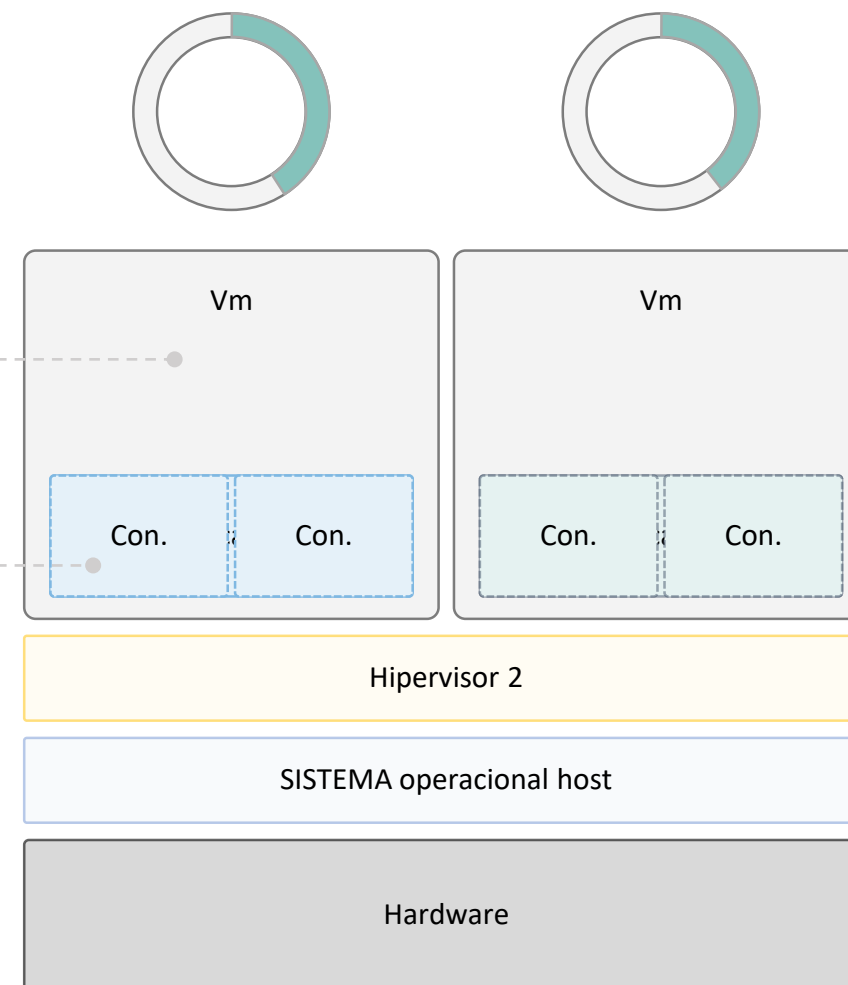 Vm
Vm
Con.
Con.
Con.
Con.
Hipervisor 2
SISTEMA operacional host
Hardware